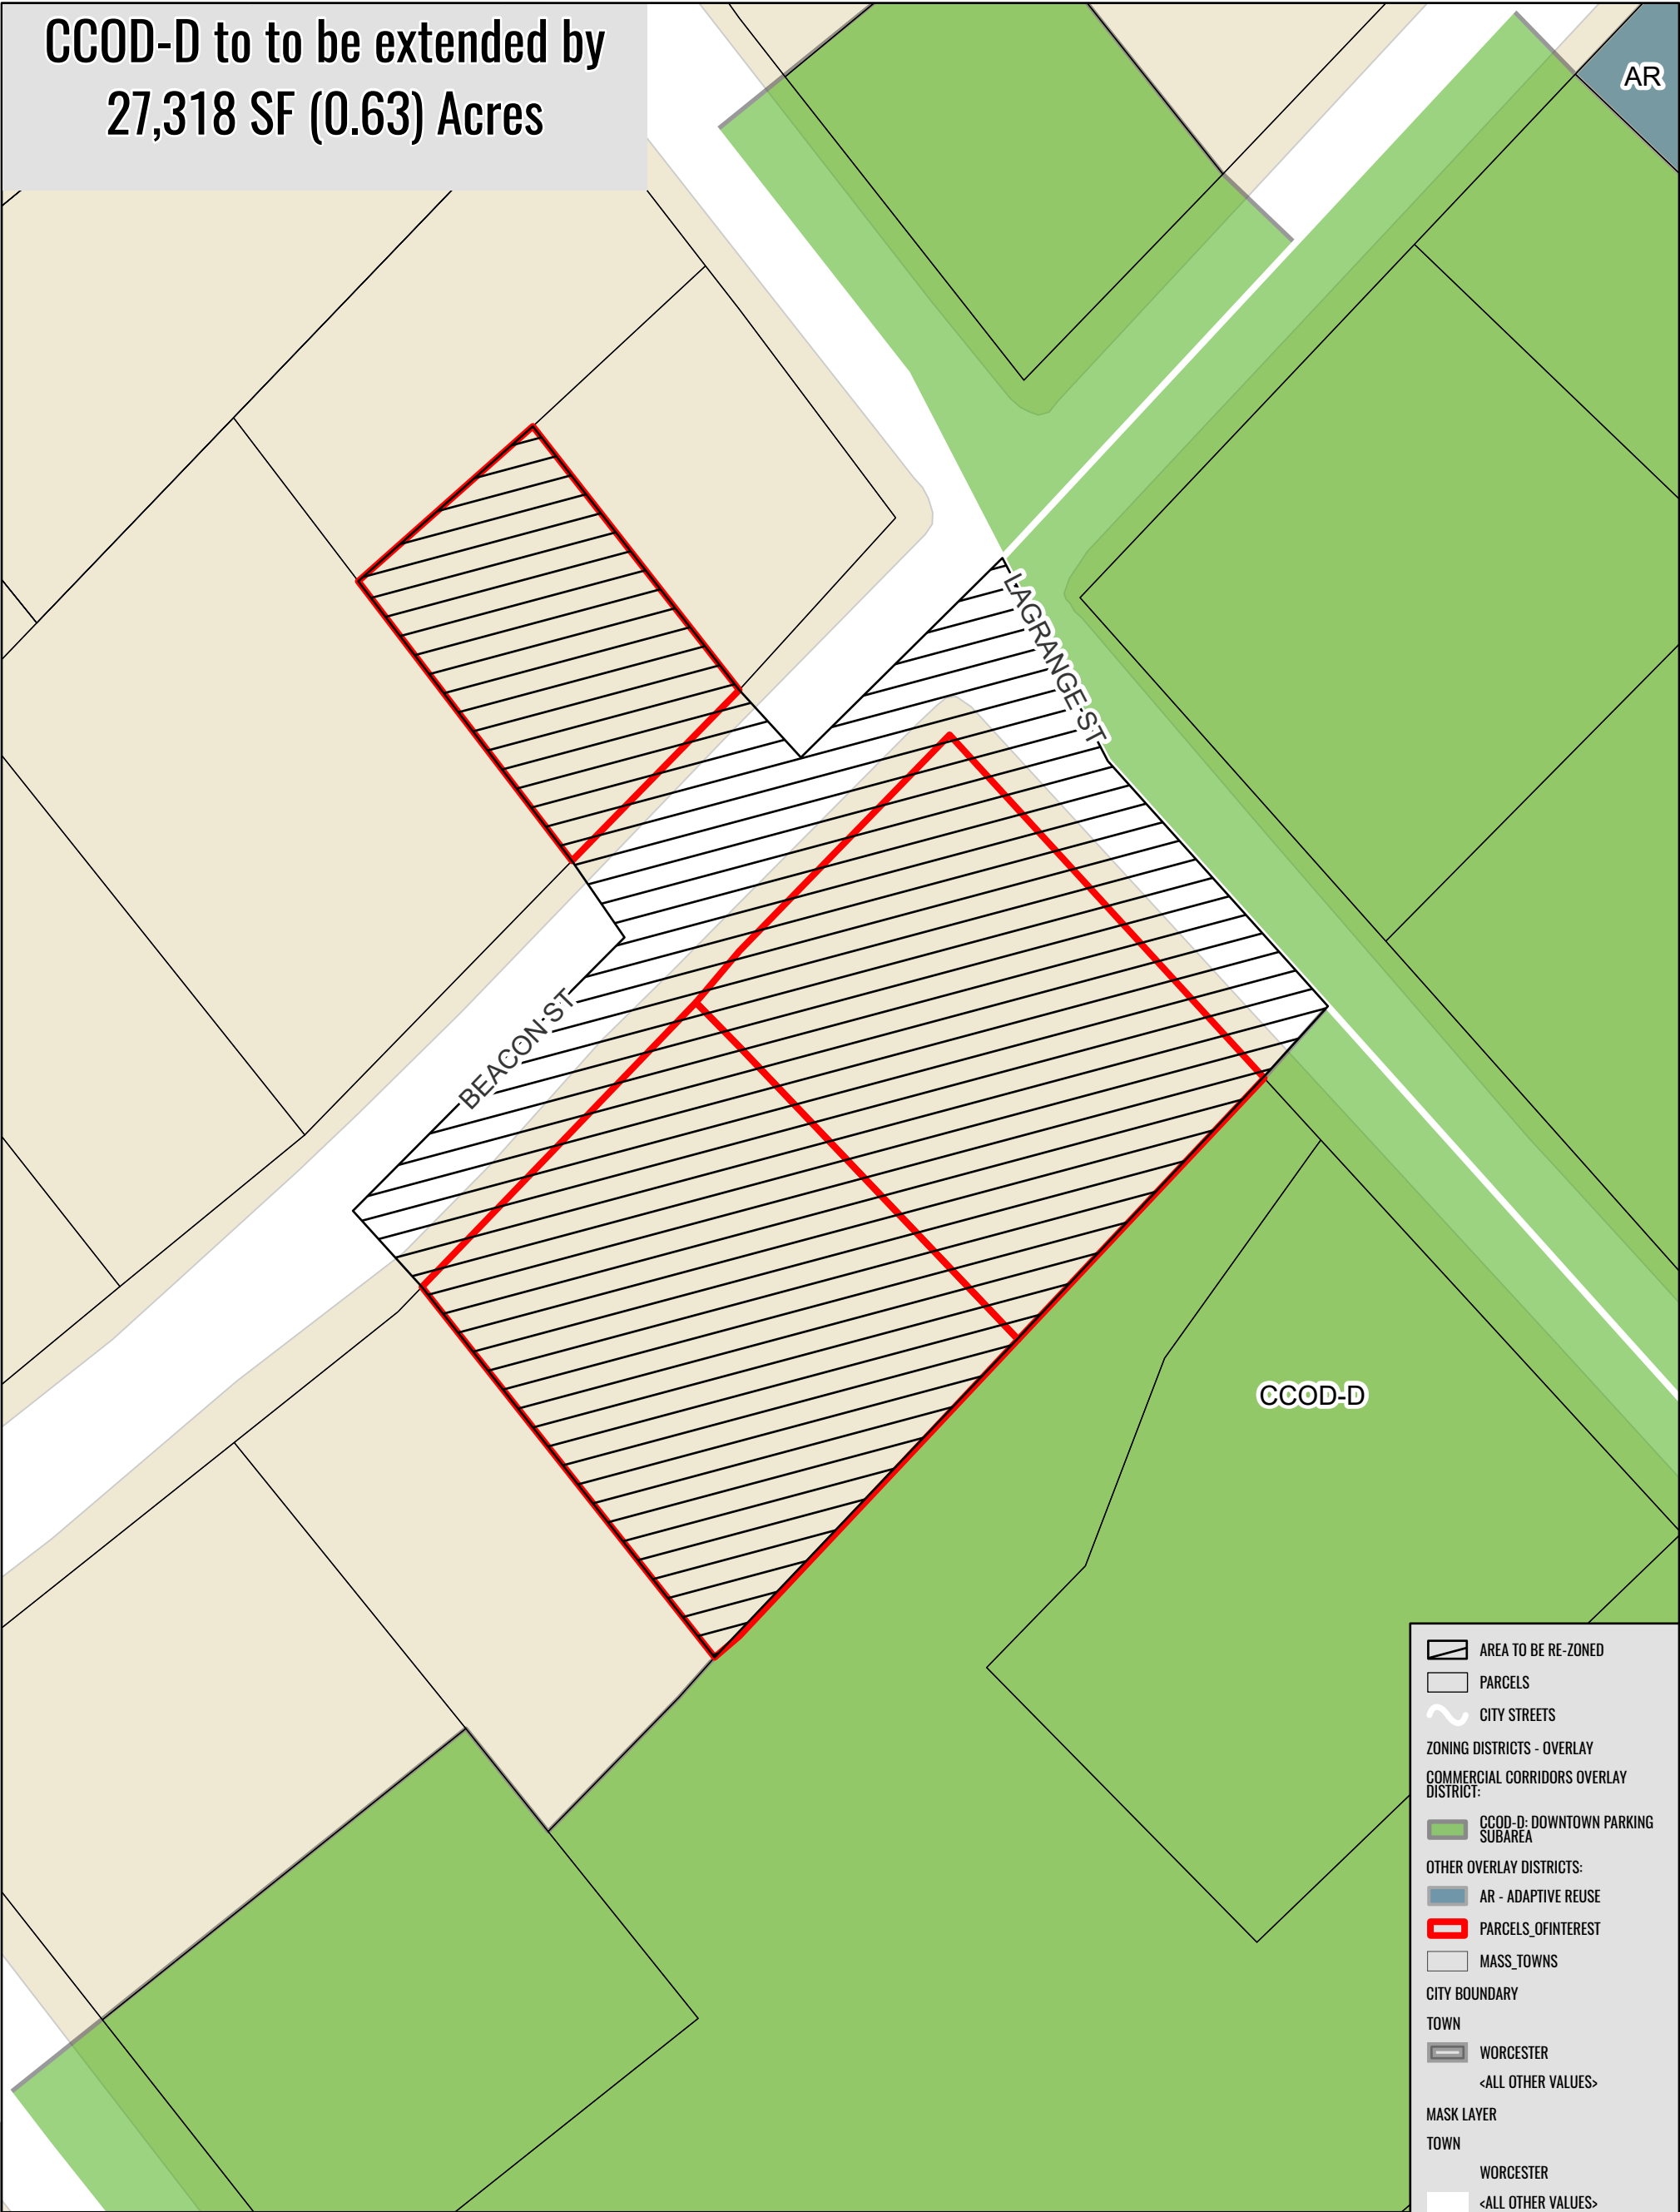 CCOD-D to to be extended by
27,318 SF (0.63) Acres
AR
LAGRANGE ST
BEACON ST
CCOD-D
AREA TO BE RE-ZONED
PARCELS
CITY STREETS
ZONING DISTRICTS - OVERLAY
COMMERCIAL CORRIDORS OVERLAY
DISTRICT:
CCOD-D: DOWNTOWN PARKING
SUBAREA
OTHER OVERLAY DISTRICTS:
AR - ADAPTIVE REUSE
PARCELS_OFINTEREST
MASS_TOWNS
CITY BOUNDARY
TOWN
WORCESTER
<ALL OTHER VALUES>
MASK LAYER
TOWN
WORCESTER
<ALL OTHER VALUES>